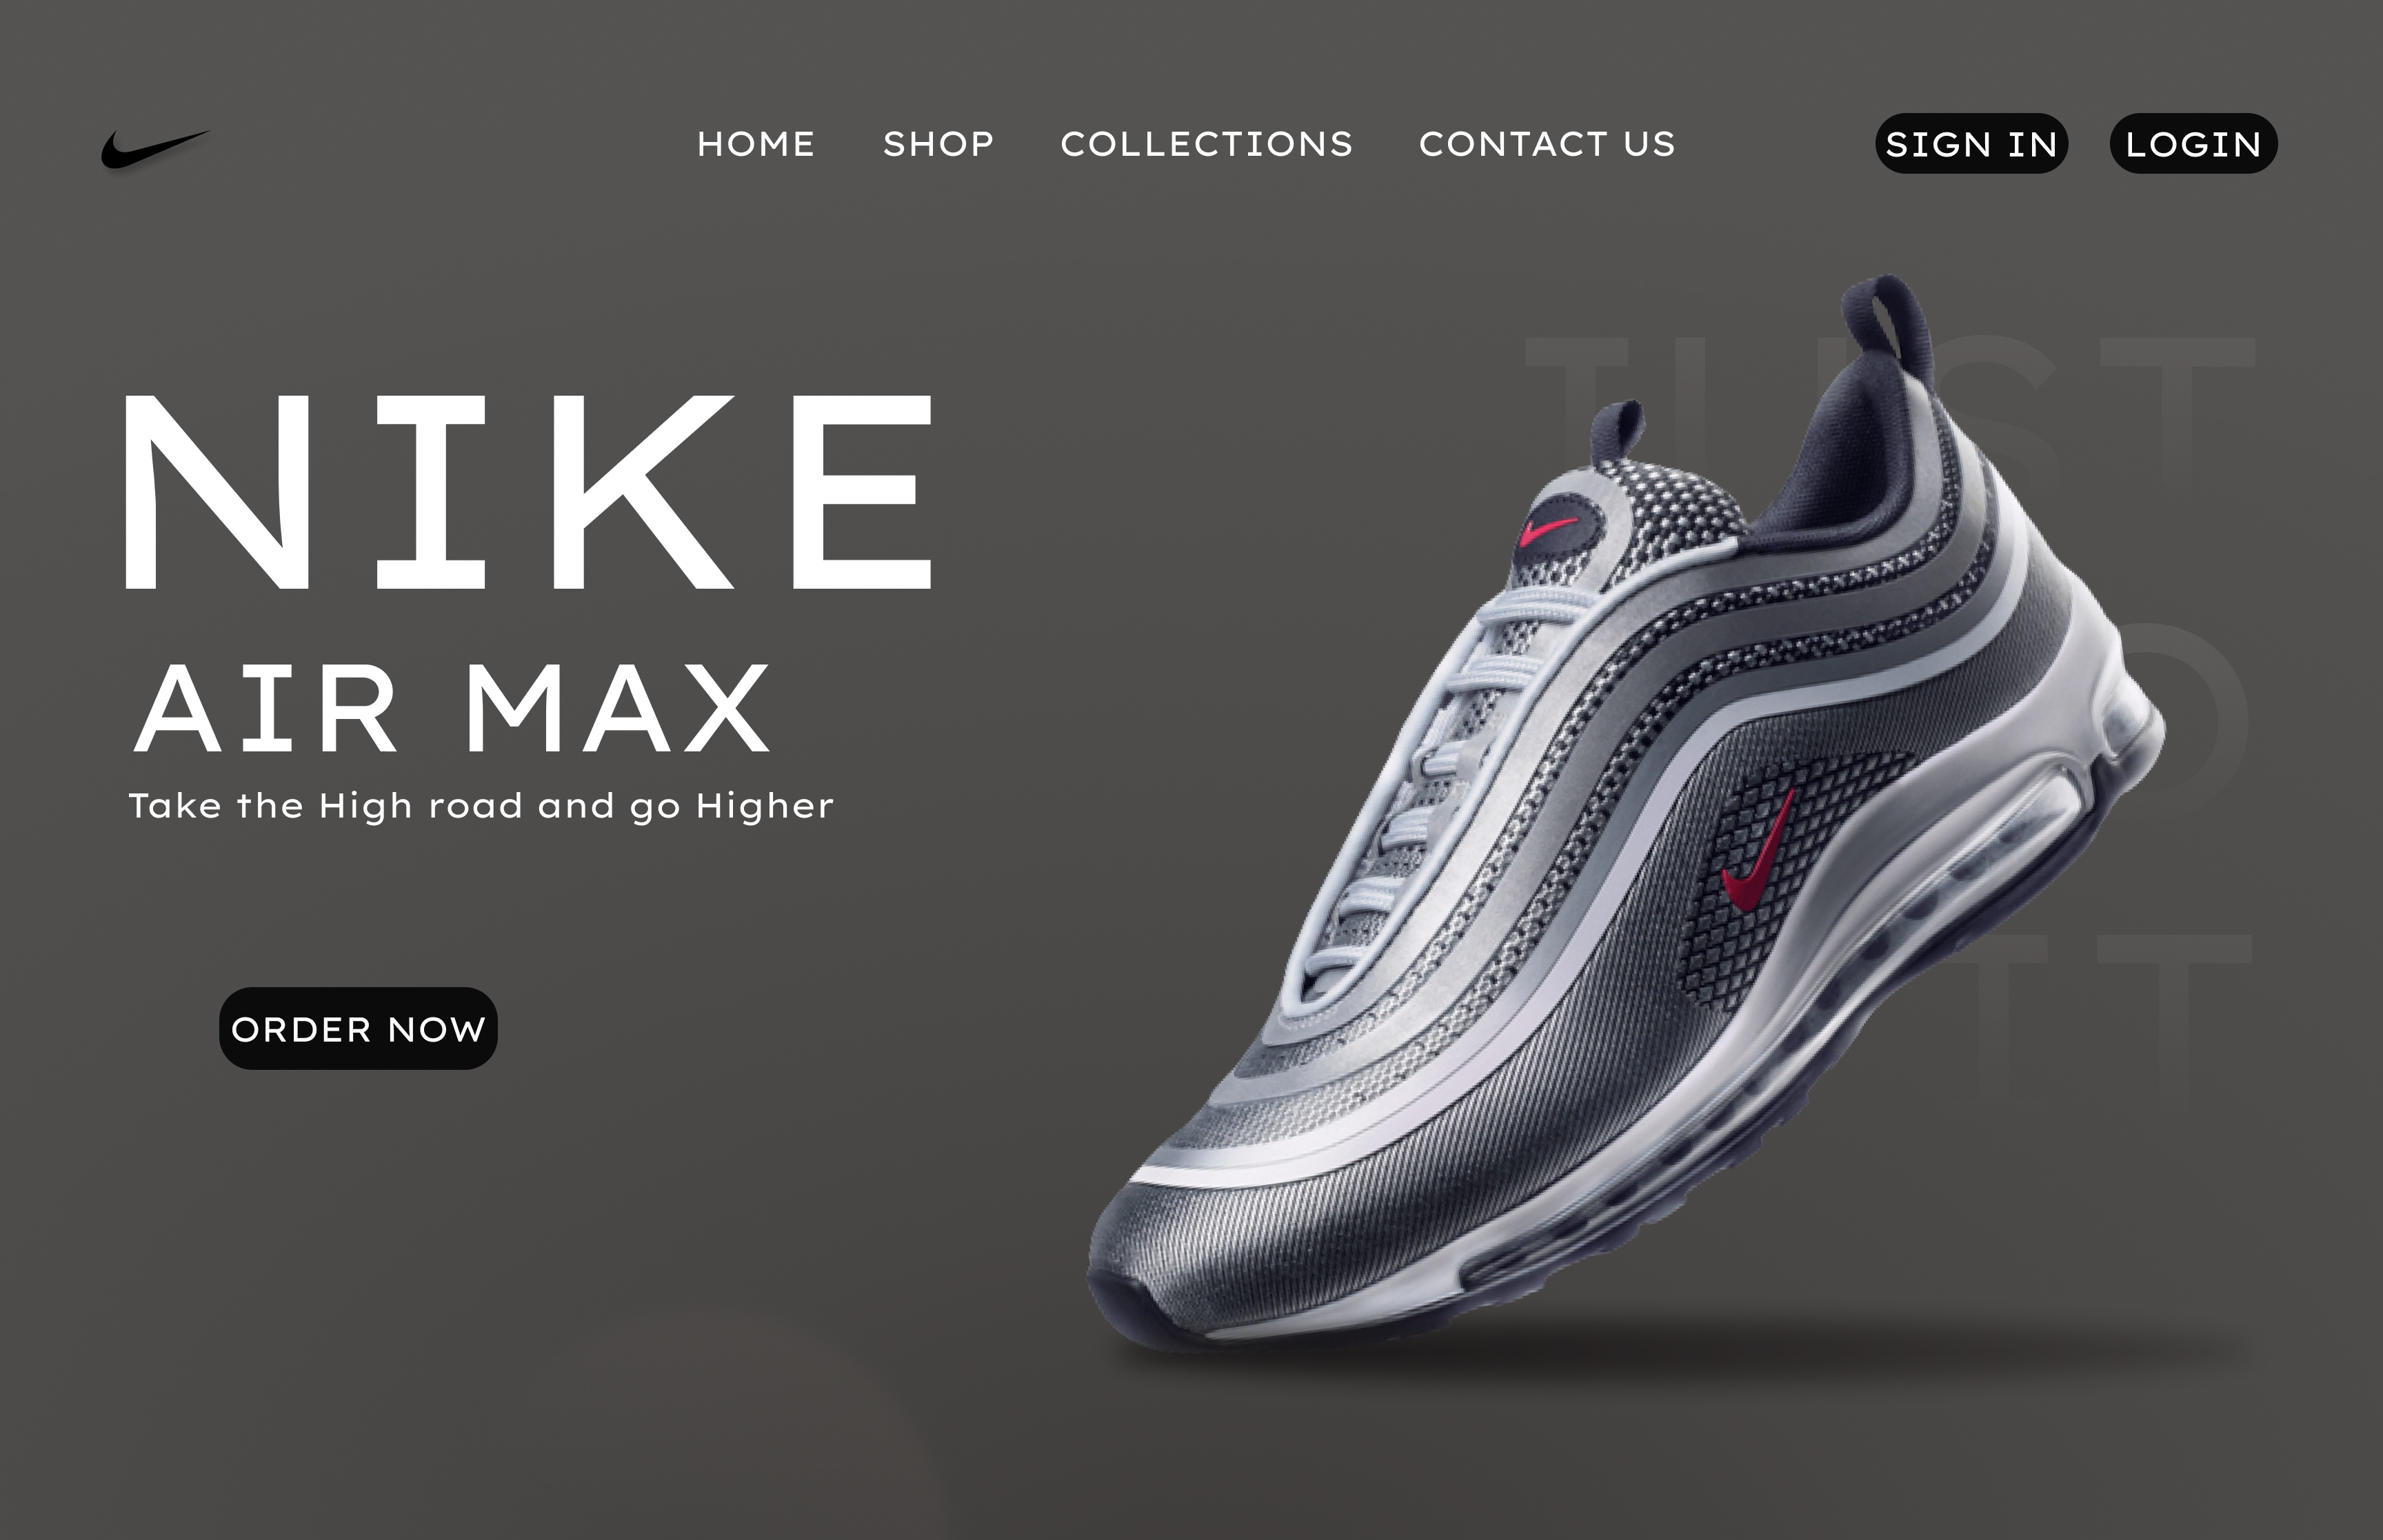 HOME SHOP COLLECTIONS CONTACT US SIGN IN LOGIN
JUST
NIKE
AIR MAX
Take the High road and go Higher
IT
ORDER NOW